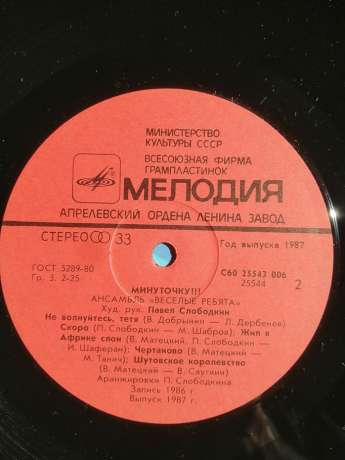 МИНИСТЕРСТВО
КУЛЬТУРЫ СССР
ВСЕСОЮЗНАЯ ФИРМА
ГРАМПЛАСТИНОК
МЕЛОДИЯ
АПРЕЛЕВСКИЙ ОРДЕНА ЛЕНИНА ЗАВОД
СТЕРЕО 33
Год выпуска 1987
ГОСТ 5289-80
Гр. 3. 2-25
С60 25543 006
25544
2
МИНУТОЧКУ!!!
АНСАМБЛЬ «ВЕСЕЛЫЕ РЕБЯТА»
Худ. рук. Павел Слободкин
Не волнуйтесь, тетя (В. Добрынин — Л. Дербенев)
Скоро (П. Слободкин — М. Шабров); Жил в
Африке слон (В. Матецкий, П. Слободкин —
И. Шаферан); Чертаново (В. Матецкий —
М. Танич); Шутовское королевство
(В. Матецкий — В. Сауткин)
Аранжировки П. Слободкина
Запись 1986 г.
Выпуск 1987 г.